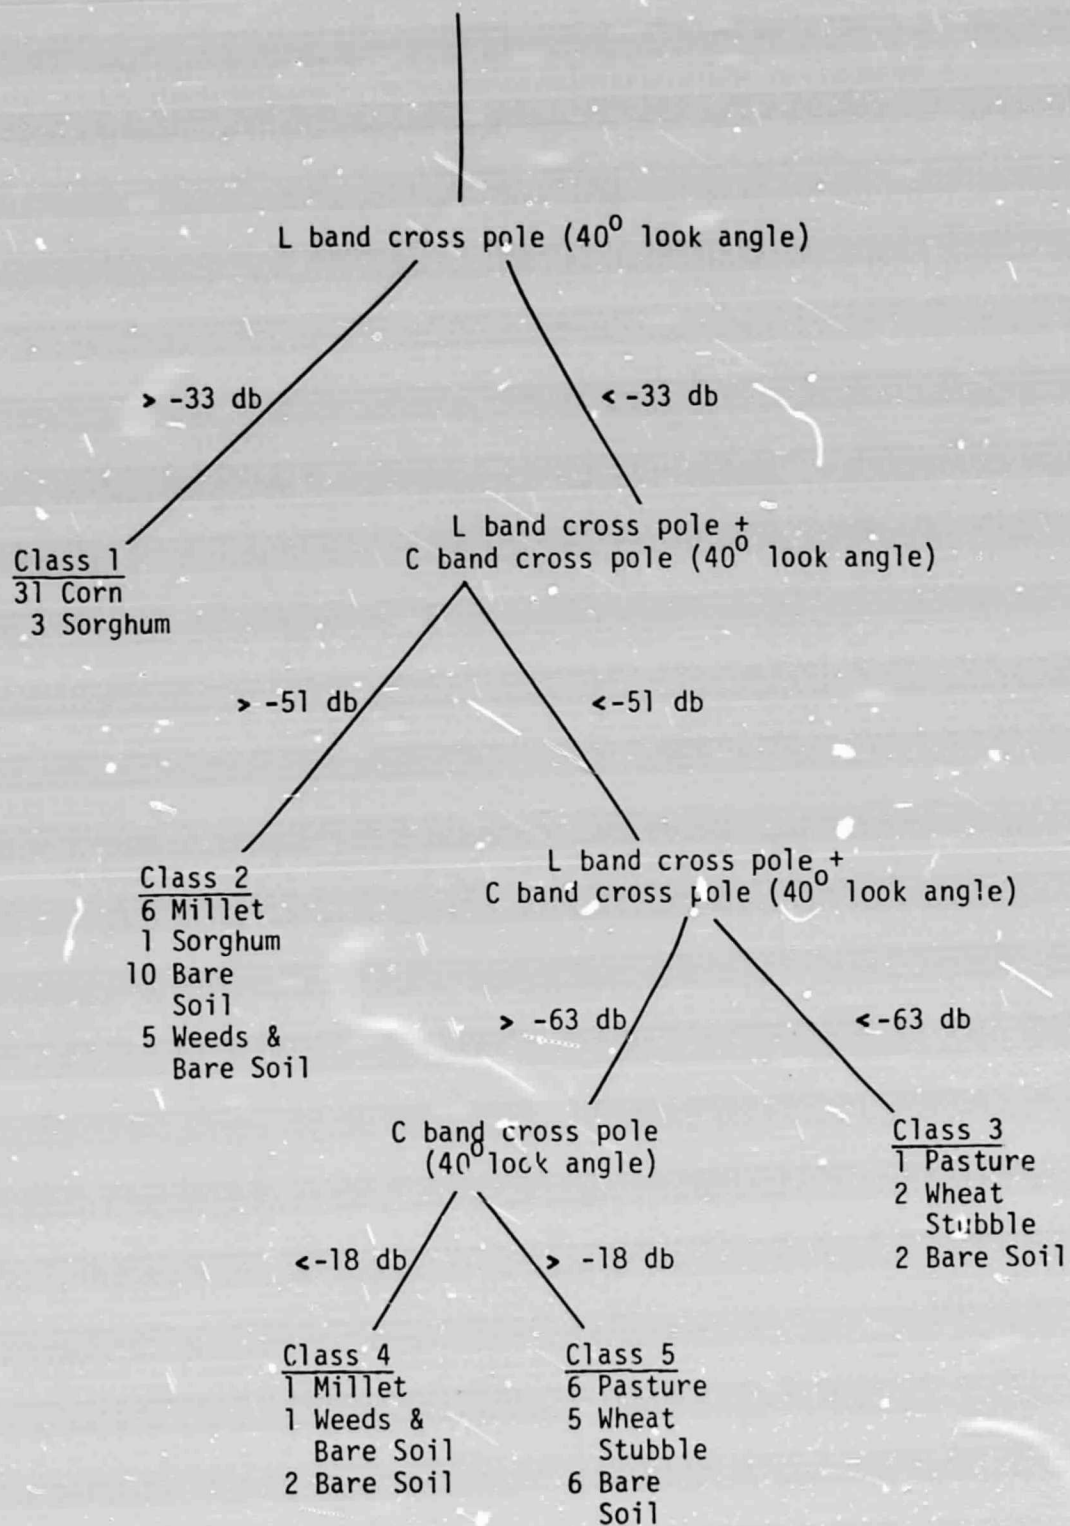 L band cross pole (40⁰ look angle)
> -33 db
< -33 db
L band cross pole +
C band cross pole (40⁰ look angle)
Class 1
31 Corn
3 Sorghum
> -51 db
<-51 db
L band cross pole +
C band cross pole (40⁰ look angle)
Class 2
6 Millet
1 Sorghum
10 Bare
Soil
5 Weeds &
Bare Soil
> -63 db
<-63 db
C band cross pole
(40⁰ look angle)
Class 3
1 Pasture
2 Wheat
Stubble
2 Bare Soil
<-18 db
> -18 db
Class 4
1 Millet
1 Weeds &
Bare Soil
2 Bare Soil
Class 5
6 Pasture
5 Wheat
Stubble
6 Bare
Soil